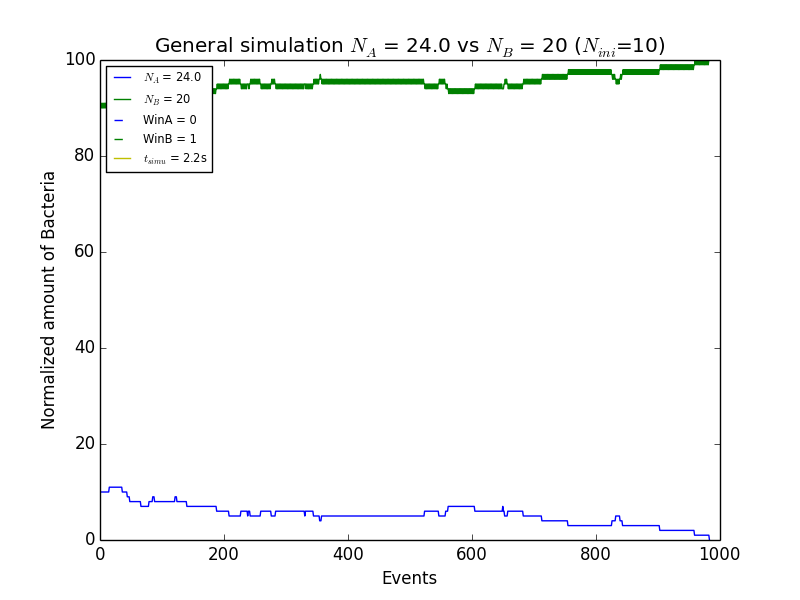 General simulation N_A = 24.0 vs N_B = 20 (N_ini=10)
100
80
60
40
20
0
Normalized amount of Bacteria
N_A = 24.0
N_B = 20
WinA = 0
WinB = 1
t_simu = 2.2s
0 200 400 600 800 1000
Events